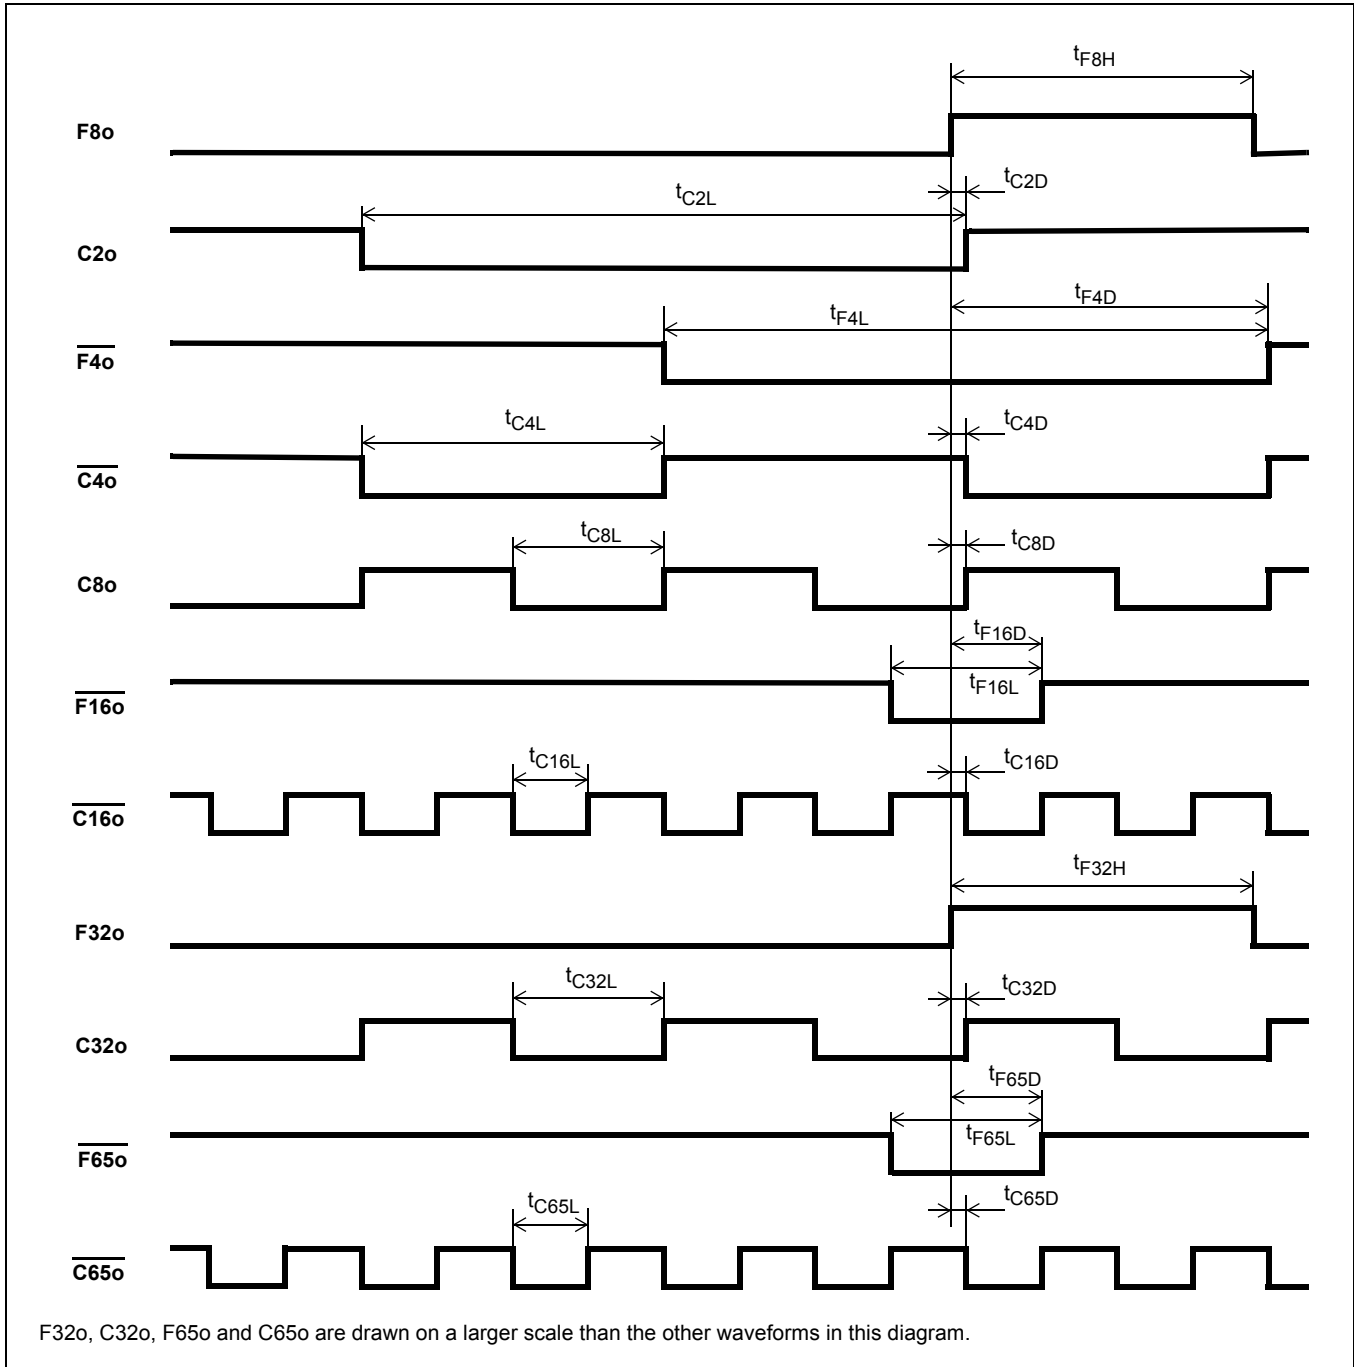 tF8H
F8o
tC2D
tC2L
C2o
tF4D
tF4L
F4o
tC4L
tC4D
C4o
tC8L
tC8D
C8o
tF16D
tF16L
F16o
tC16L
tC16D
C16o
tF32H
F32o
tC32L
tC32D
C32o
tF65D
tF65L
F65o
tC65L
tC65D
C65o
F32o, C32o, F65o and C65o are drawn on a larger scale than the other waveforms in this diagram.